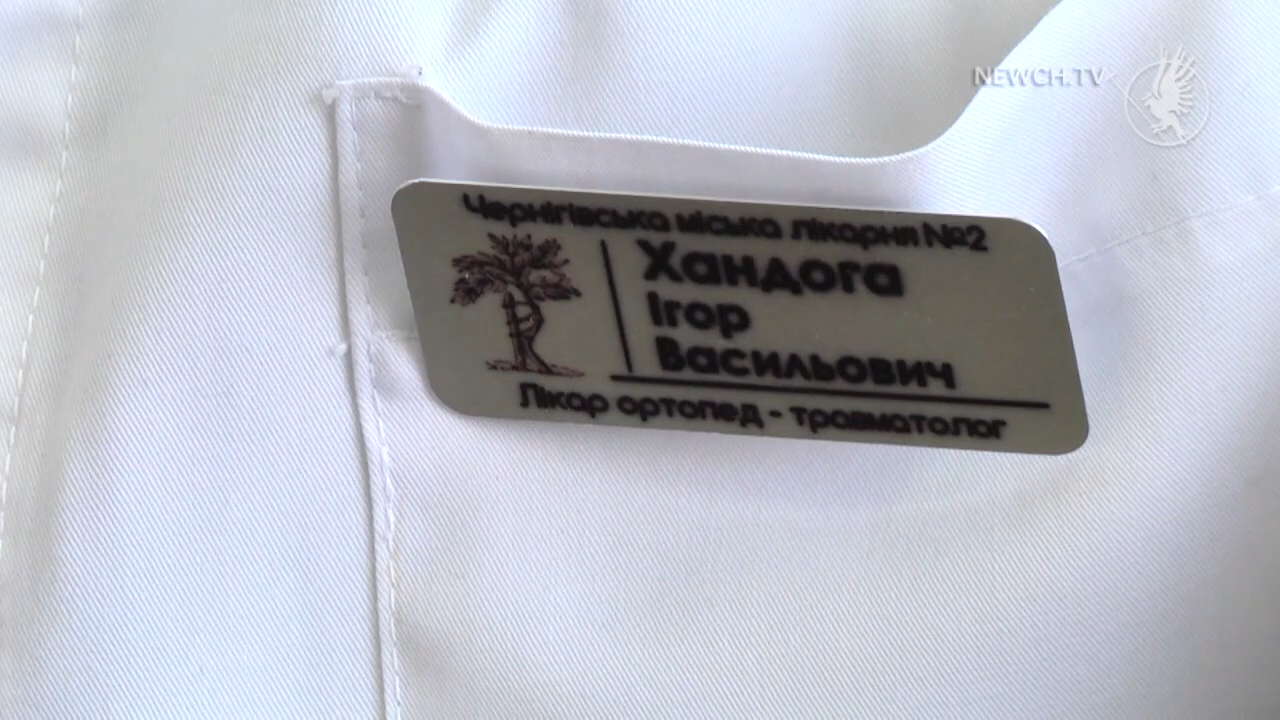 NEWCH.TV
Чернігівська міська лікарня №2
Хандога
Ігор
Васильович
Лікар ортопед - травматолог